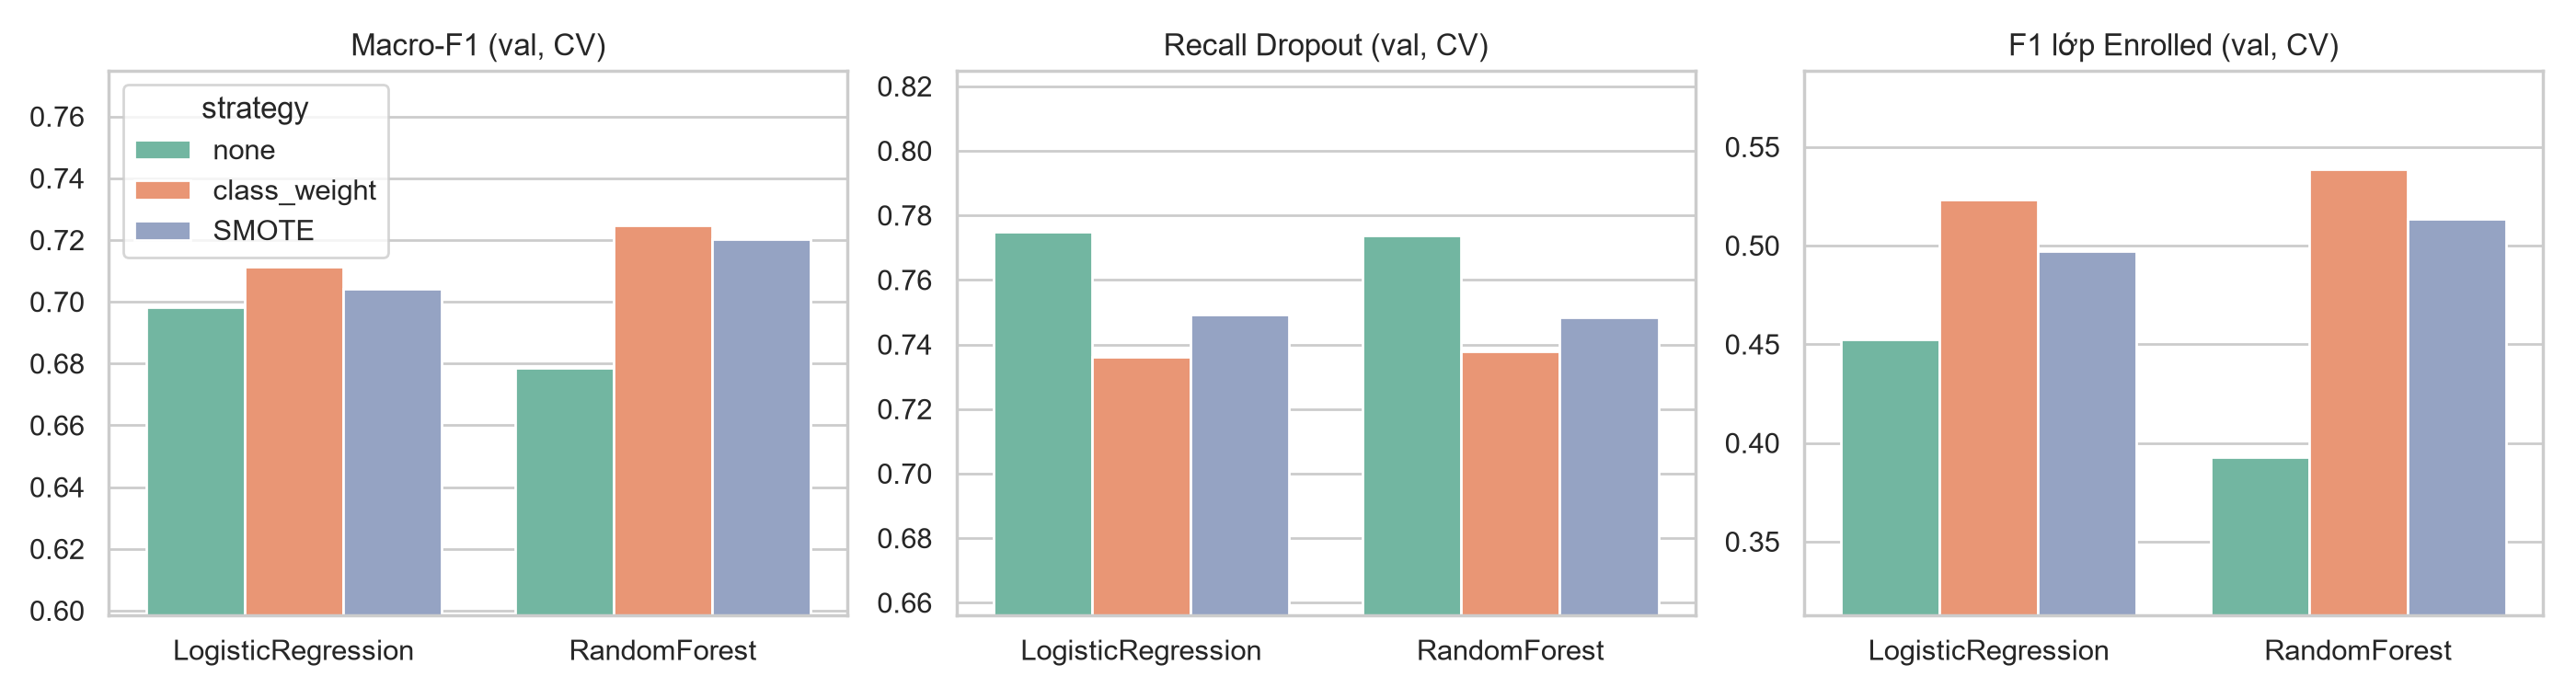 Macro-F1 (val, CV)
strategy
none
class_weight
SMOTE
0.76
0.74
0.72
0.70
0.68
0.66
0.64
0.62
0.60
LogisticRegression
RandomForest
Recall Dropout (val, CV)
0.82
0.80
0.78
0.76
0.74
0.72
0.70
0.68
0.66
LogisticRegression
RandomForest
F1 lớp Enrolled (val, CV)
0.55
0.50
0.45
0.40
0.35
LogisticRegression
RandomForest